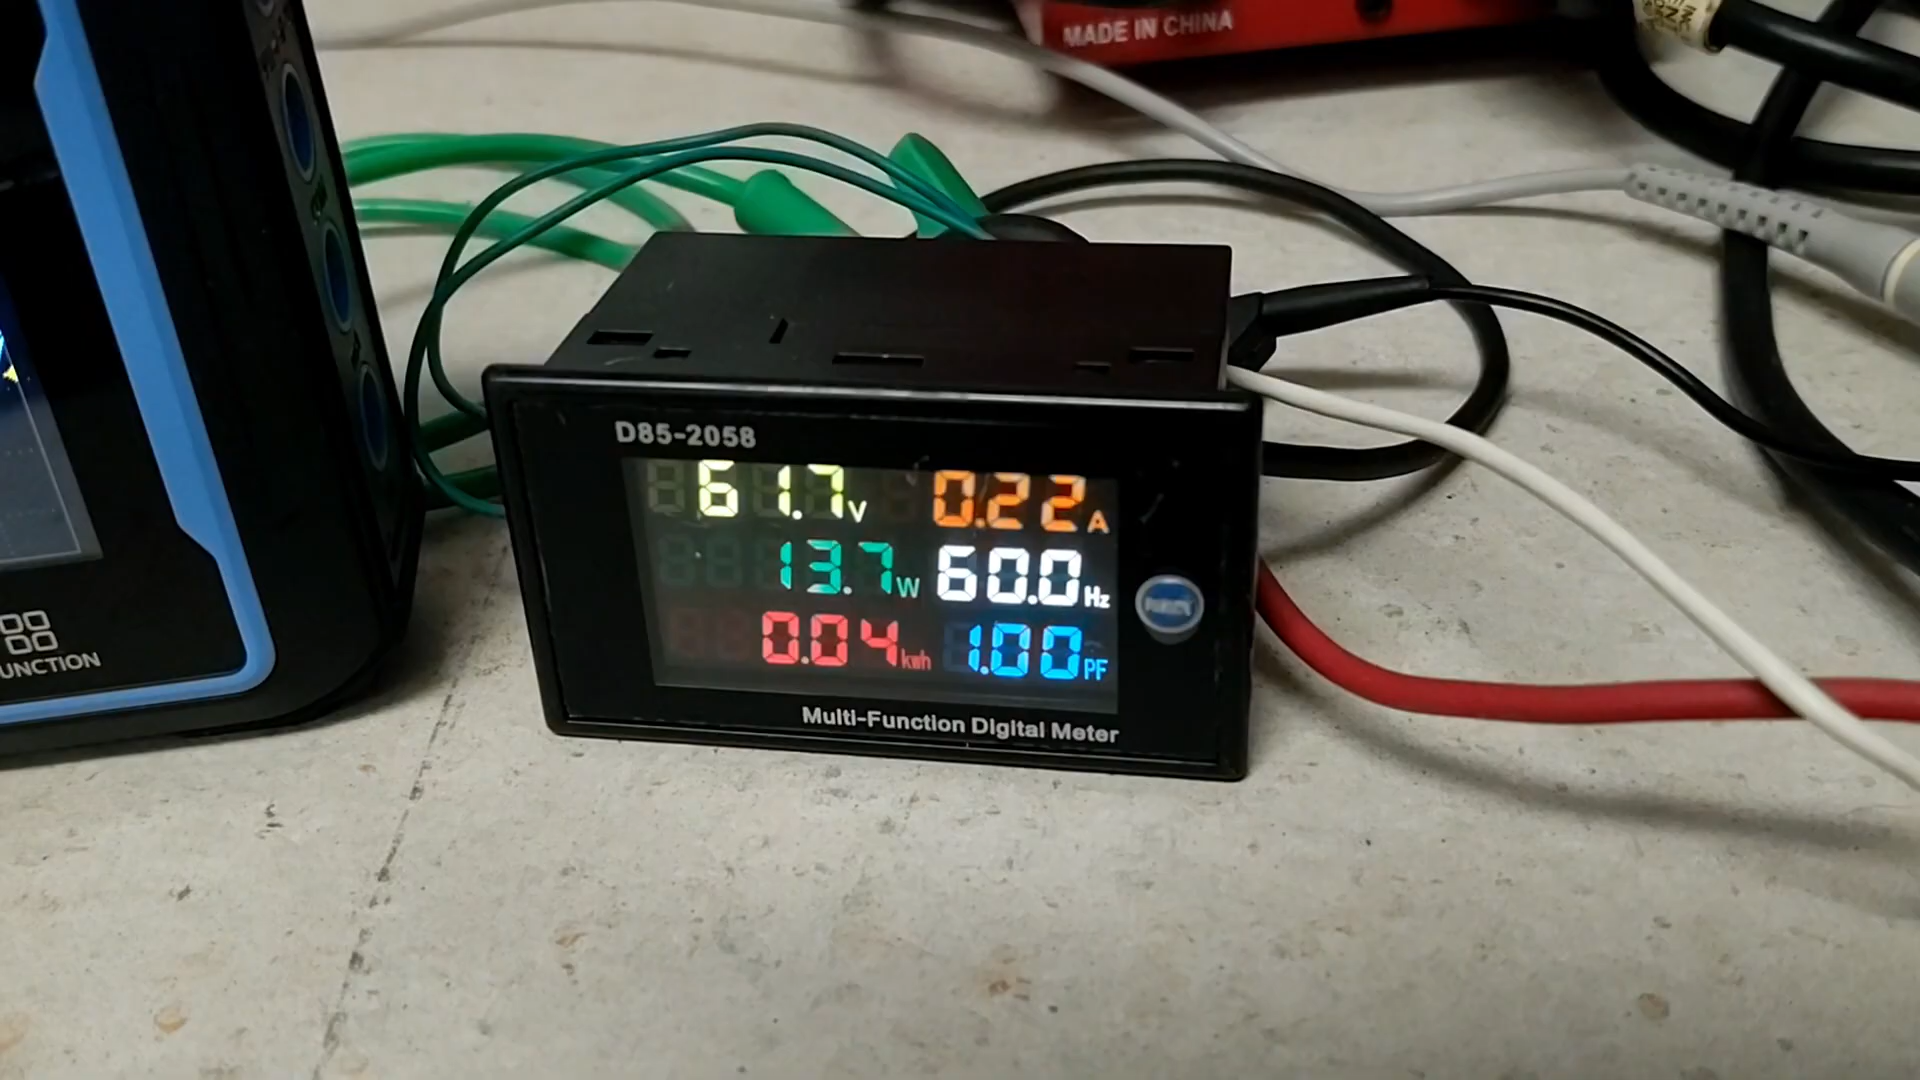 MADE IN CHINA
D85-2058
61.7V 0.22A
13.7W 60.0Hz
0.04kwh 1.00PF
Multi-Function Digital Meter
UNCTION